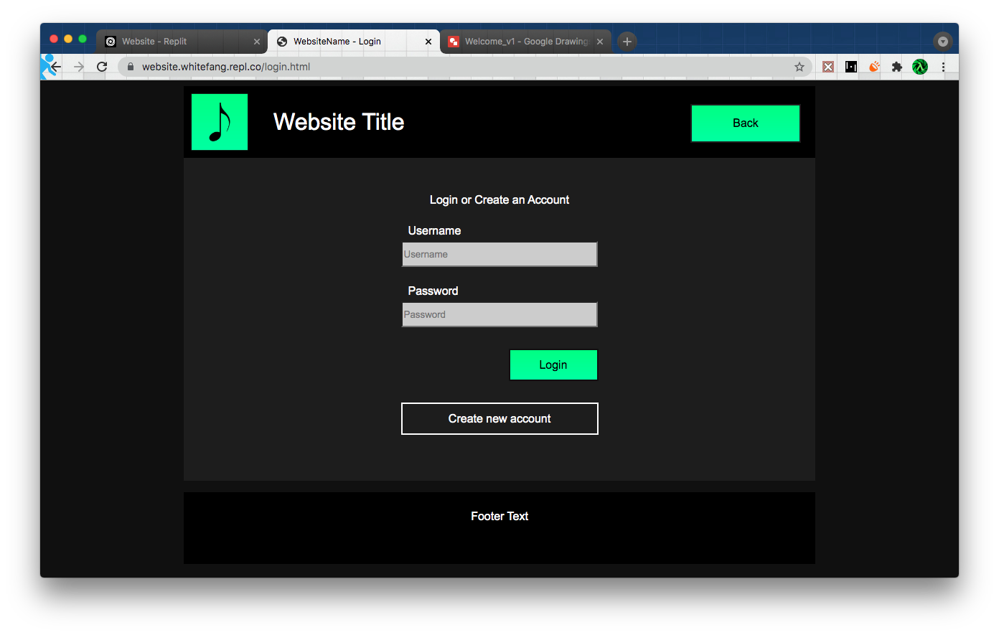 Website - Replit
WebsiteName - Login
Welcome_v1 - Google Drawing
website.whitefang.repl.co/login.html
Website Title
Back
Login or Create an Account
Username
Username
Password
Password
Login
Create new account
Footer Text